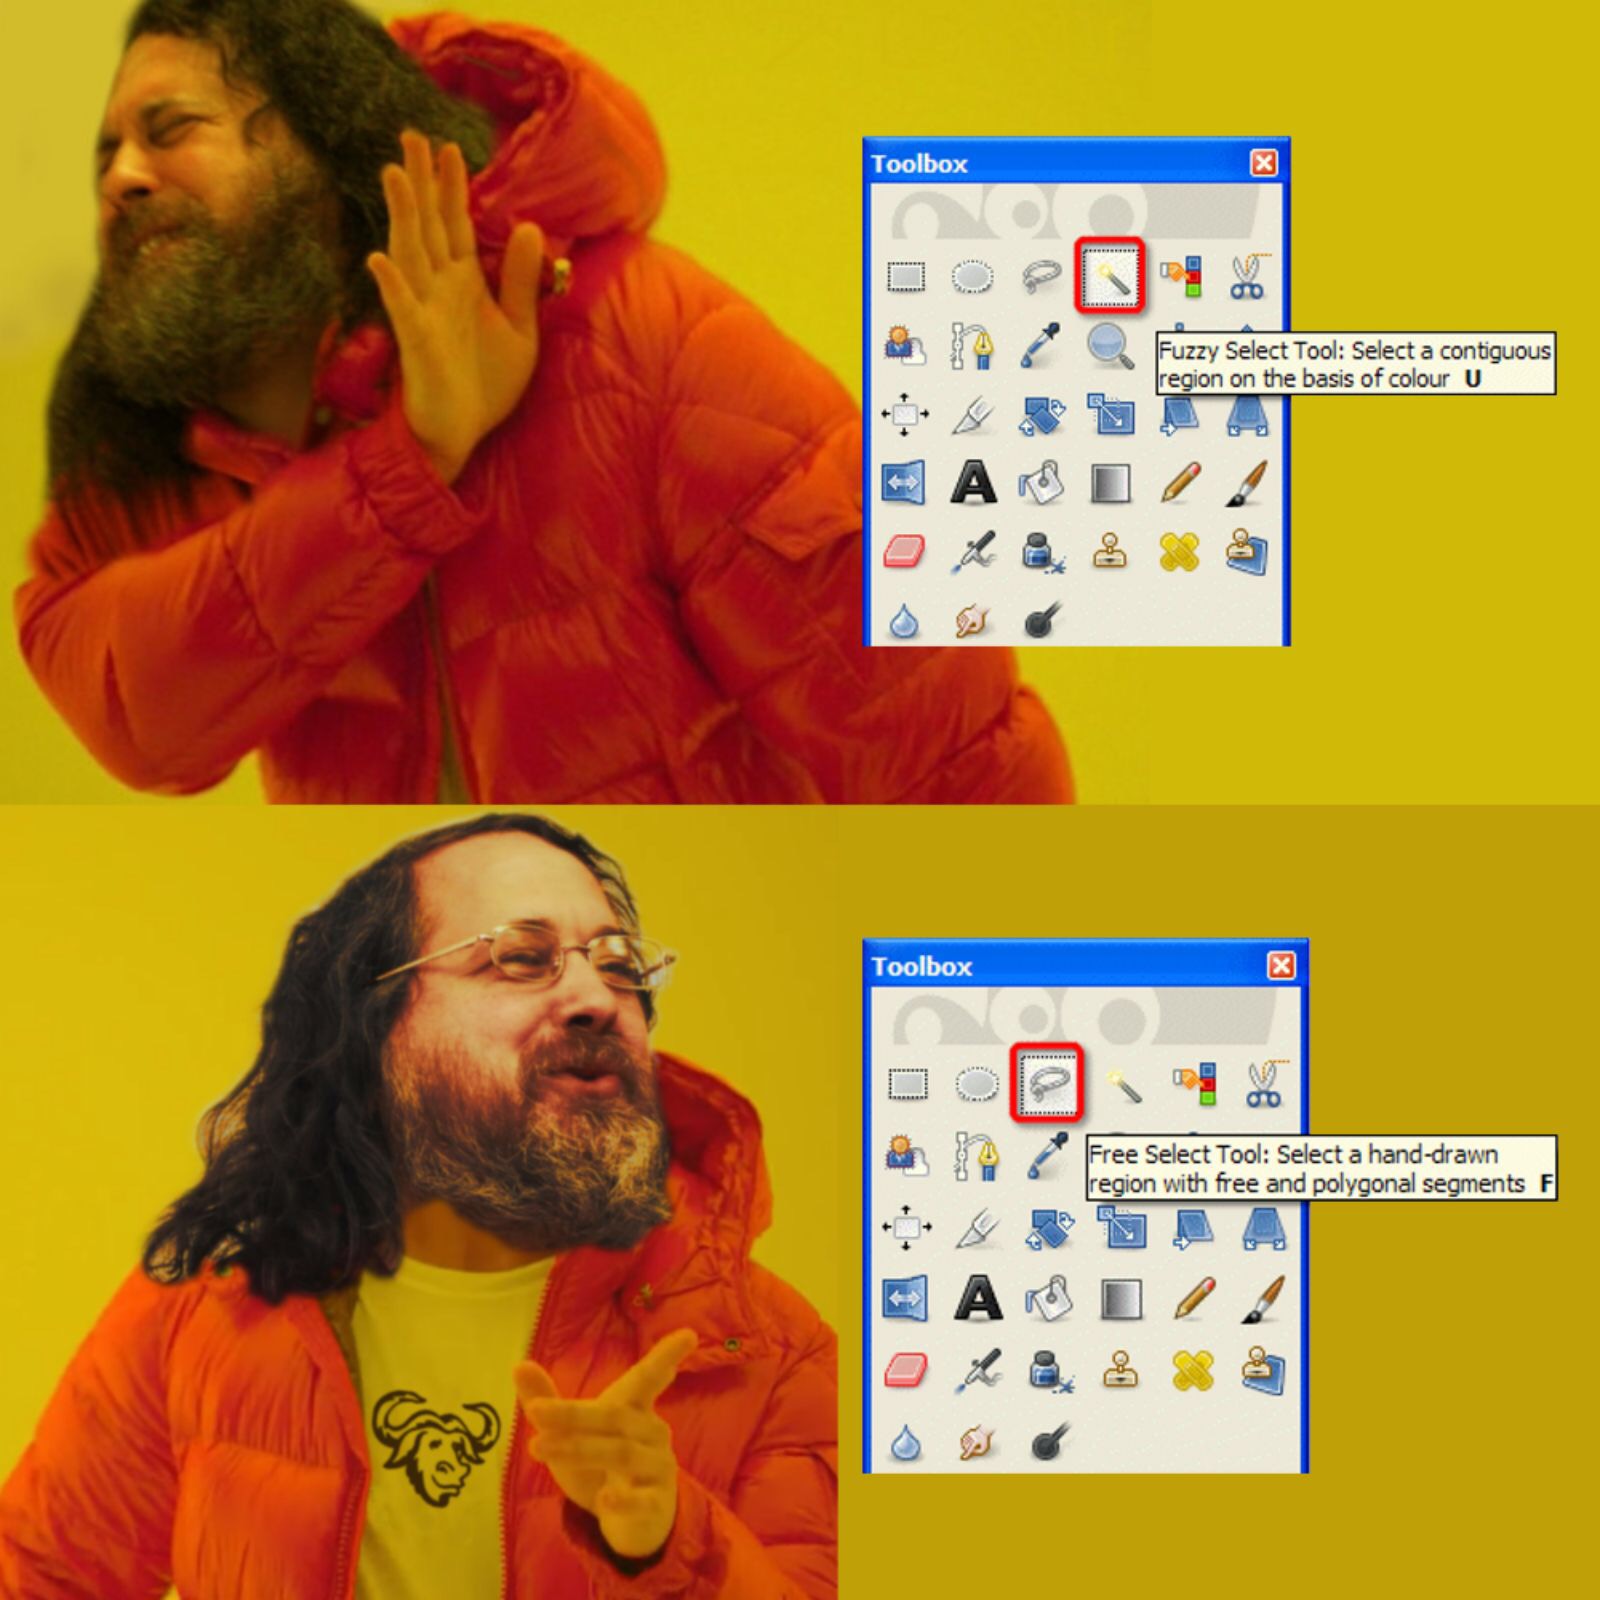 Toolbox
Fuzzy Select Tool: Select a contiguous
region on the basis of colour U
Toolbox
Free Select Tool: Select a hand-drawn
region with free and polygonal segments F